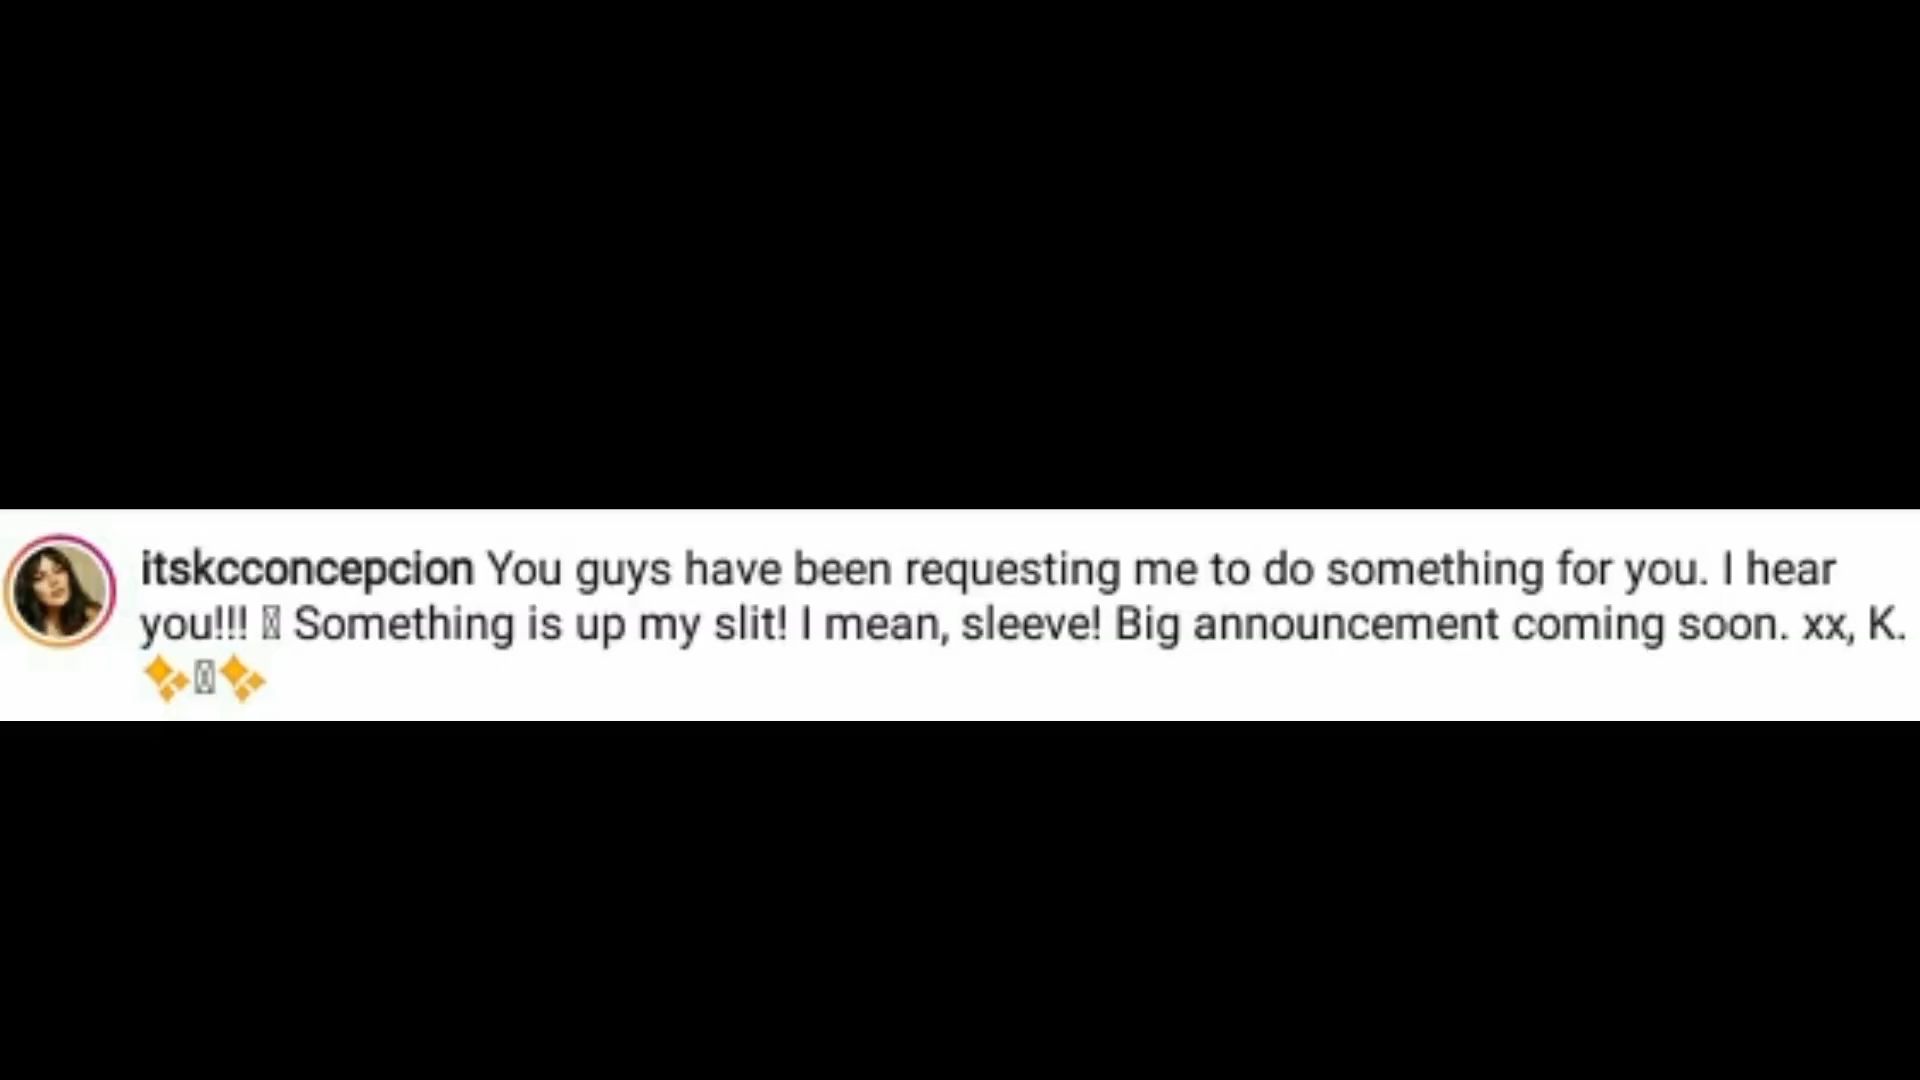 itskcconcepcion You guys have been requesting me to do something for you. I hear
you!!! Something is up my slit! I mean, sleeve! Big announcement coming soon. xx, K.
✨✨